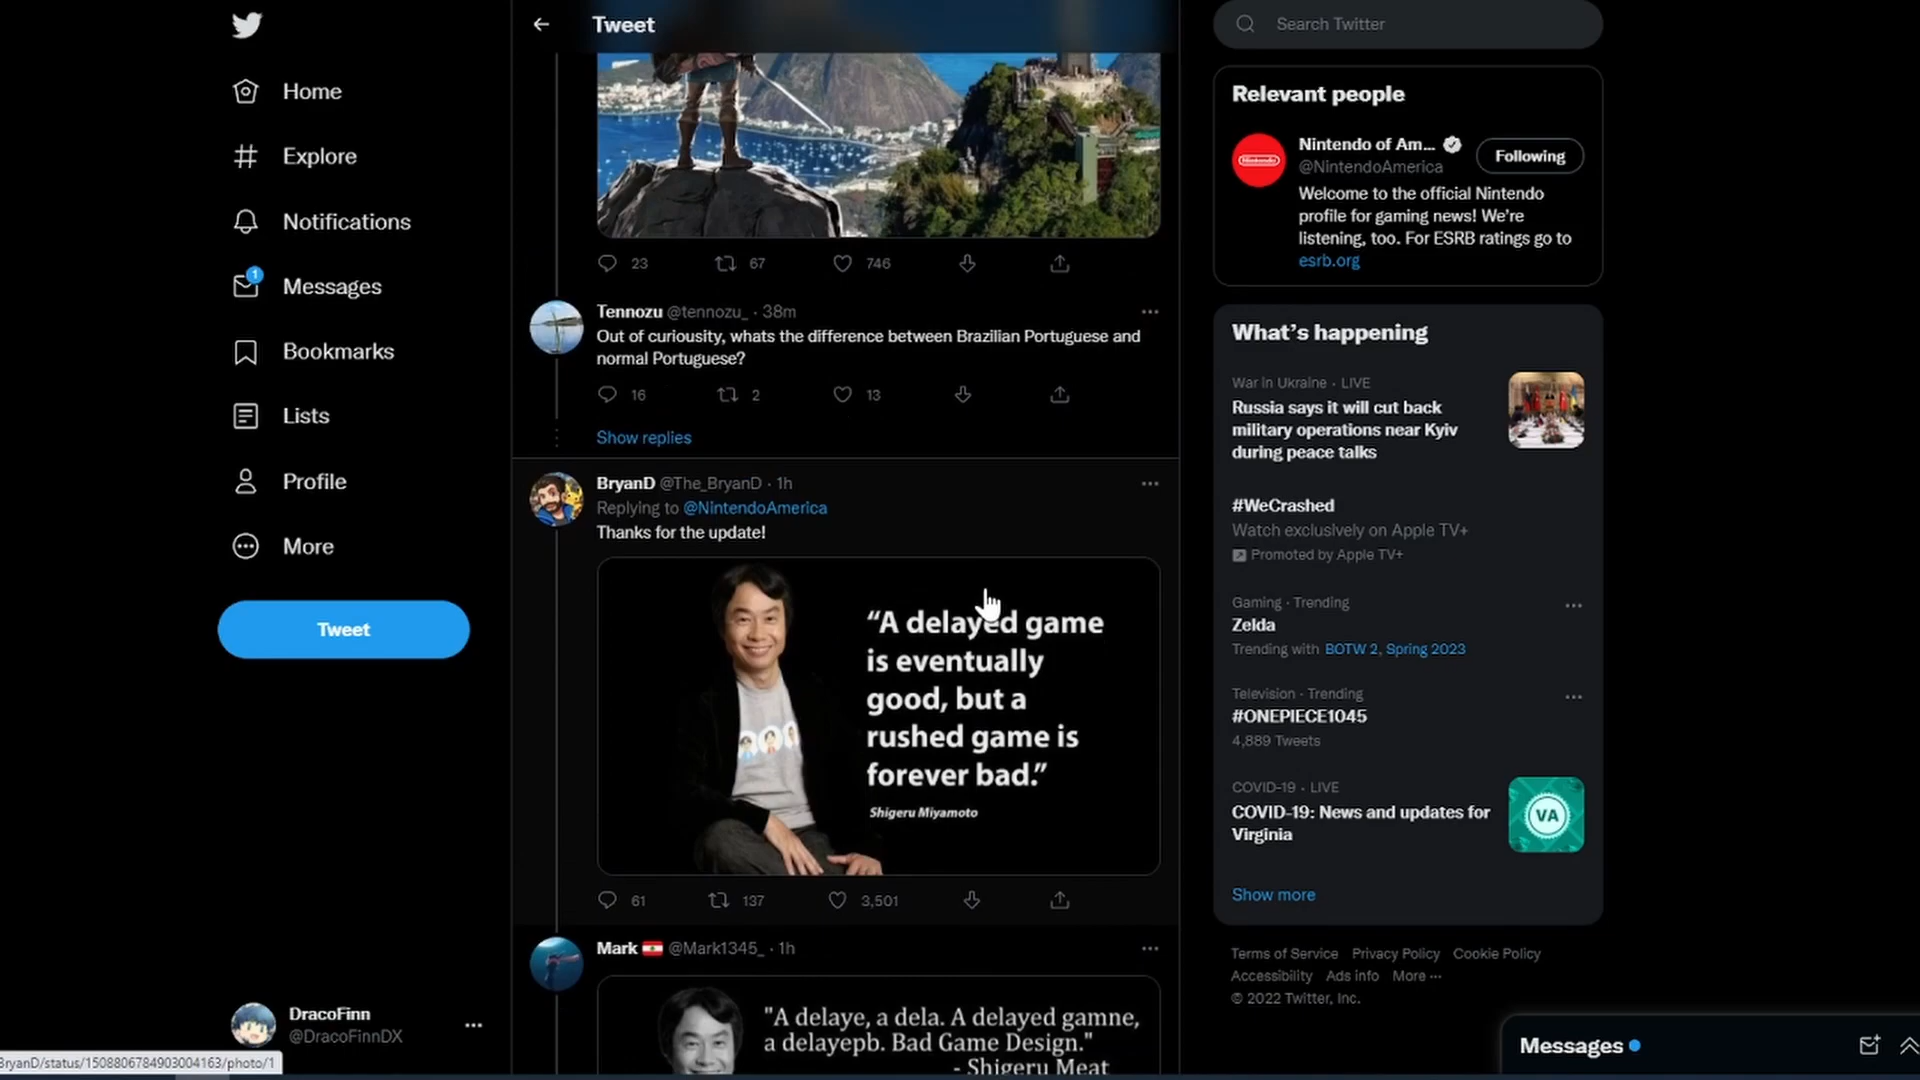 Home
Explore
Notifications
1
Messages
Bookmarks
Lists
Profile
More
Tweet
DracoFinn
@DracoFinnDX
BryanD/status/1508806784903004163/photo/1
Tweet
23
67
746
Tennozu @tennozu_ · 38m
Out of curiousity, whats the difference between Brazilian Portuguese and
normal Portuguese?
16
2
13
Show replies
BryanD @The_BryanD · 1h
Replying to @NintendoAmerica
Thanks for the update!
“A delayed game
is eventually
good, but a
rushed game is
forever bad.”
Shigeru Miyamoto
61
137
3,501
Mark @Mark1345_ · 1h
"A delaye, a dela. A delayed gamne,
a delayepb. Bad Game Design."
- Shigeru Meat
Search Twitter
Relevant people
Nintendo
Nintendo of Am...
@NintendoAmerica
Following
Welcome to the official Nintendo
profile for gaming news! We’re
listening, too. For ESRB ratings go to
esrb.org
What’s happening
War in Ukraine · LIVE
Russia says it will cut back
military operations near Kyiv
during peace talks
#WeCrashed
Watch exclusively on Apple TV+
Promoted by Apple TV+
Gaming · Trending
Zelda
Trending with BOTW 2, Spring 2023
Television · Trending
#ONEPIECE1045
4,889 Tweets
COVID-19 · LIVE
COVID-19: News and updates for
Virginia
VA
Show more
Terms of Service Privacy Policy Cookie Policy
Accessibility Ads info More ···
© 2022 Twitter, Inc.
Messages